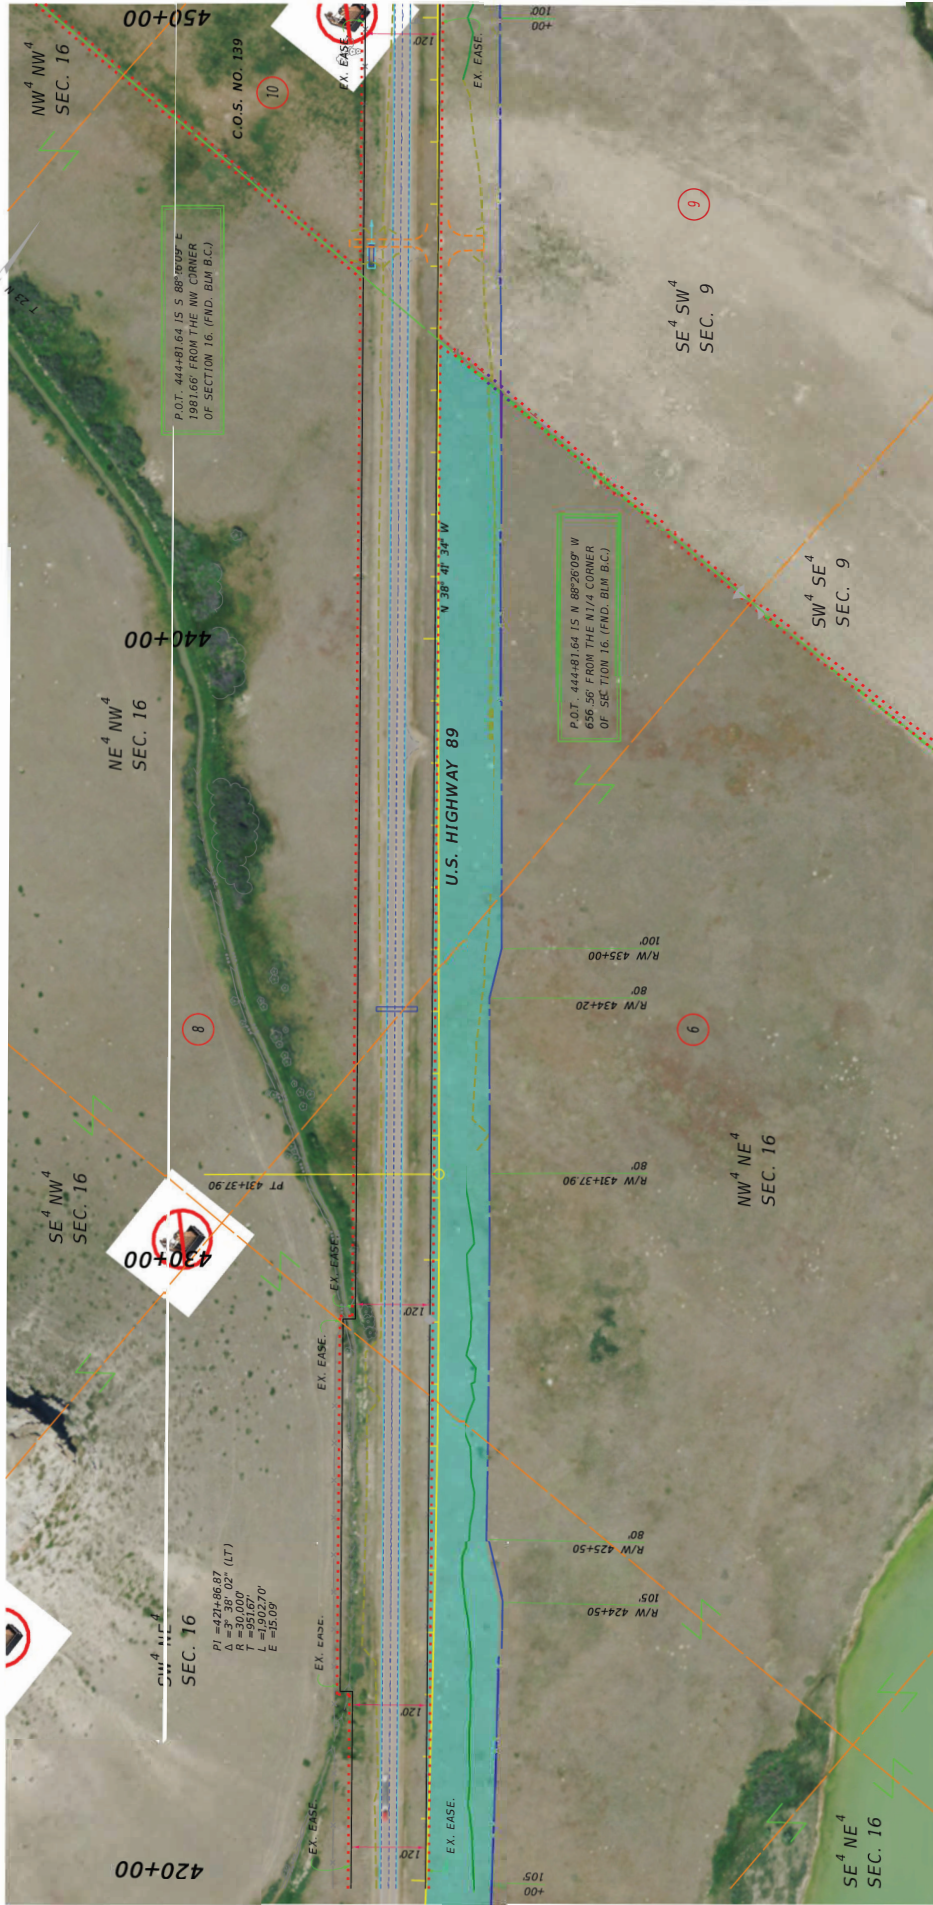 450+00
100'
+00
NW⁴ NW⁴
SEC. 16
C.O.S. NO. 139
10
EX. EASE.
120'
EX. EASE.
T 23 N
P.O.T. 444+81.64 IS S 88°26'09" E
1981.66' FROM THE NW CORNER
OF SECTION 16. (FND. BLM B.C.)
9
SE⁴ SW⁴
SEC. 9
N 38° 41' 34" W
P.O.T. 444+81.64 IS N 88°26'09" W
656.56' FROM THE N1/4 CORNER
OF SECTION 16. (FND. BLM B.C.)
SW⁴ SE⁴
SEC. 9
440+00
NE⁴ NW⁴
SEC. 16
U.S. HIGHWAY 89
100'
R/W 435+00
80'
R/W 434+20
8
6
SE⁴ NW⁴
SEC. 16
PT 431+37.90
80'
R/W 431+37.90
NW⁴ NE⁴
SEC. 16
430+00
EX. EASE.
120'
EX. EASE.
80'
R/W 425+50
105'
R/W 424+50
SW⁴ NE⁴
SEC. 16
PI =421+86.87
Δ =3° 38' 02" (LT)
R =30,000'
T =951.67'
L =1,902.70'
E =15.09'
EX. EASE.
120'
EX. EASE.
120'
EX. EASE.
420+00
105'
+00
SE⁴ NE⁴
SEC. 16